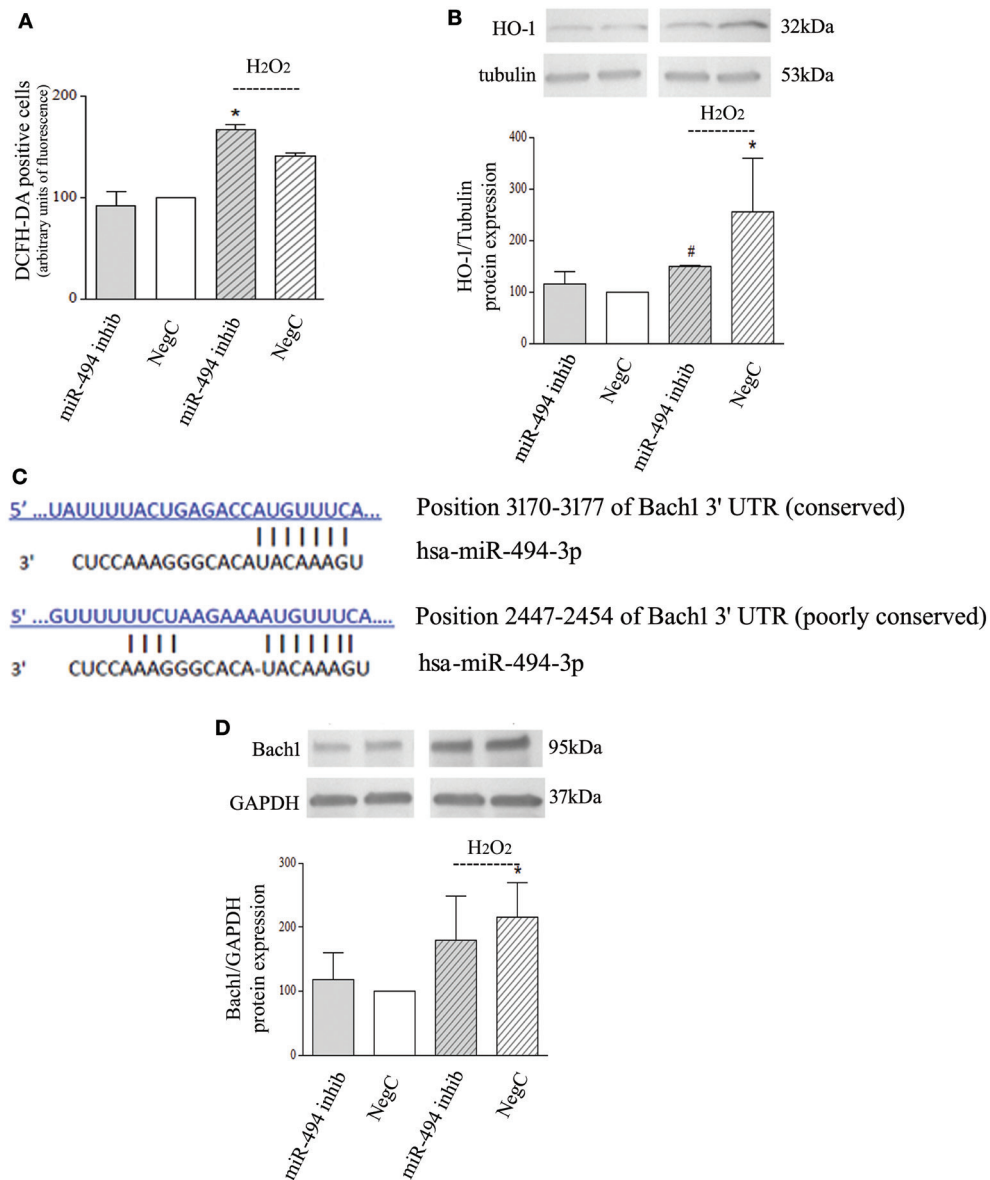 A
H2O2
DCFH-DA positive cells
(arbitrary units of fluorescence)
200
100
0
*
miR-494 inhib
NegC
miR-494 inhib
NegC
B
HO-1
32kDa
tubulin
53kDa
H2O2
HO-1/Tubulin
protein expression
400
300
200
100
0
#
*
miR-494 inhib
NegC
miR-494 inhib
NegC
C
5' ...UAUUUUACUGAGACCAUGUUUCA...
Position 3170-3177 of Bach1 3' UTR (conserved)
3' CUCCAAAGGGCACAUACAAAGU
hsa-miR-494-3p
5' ...GUUUUUUCUAAGAAAAUGUUUCA....
Position 2447-2454 of Bach1 3' UTR (poorly conserved)
3' CUCCAAAGGGCACA-UACAAAGU
hsa-miR-494-3p
D
Bach1
95kDa
GAPDH
37kDa
H2O2
Bach1/GAPDH
protein expression
300
200
100
0
*
miR-494 inhib
NegC
miR-494 inhib
NegC